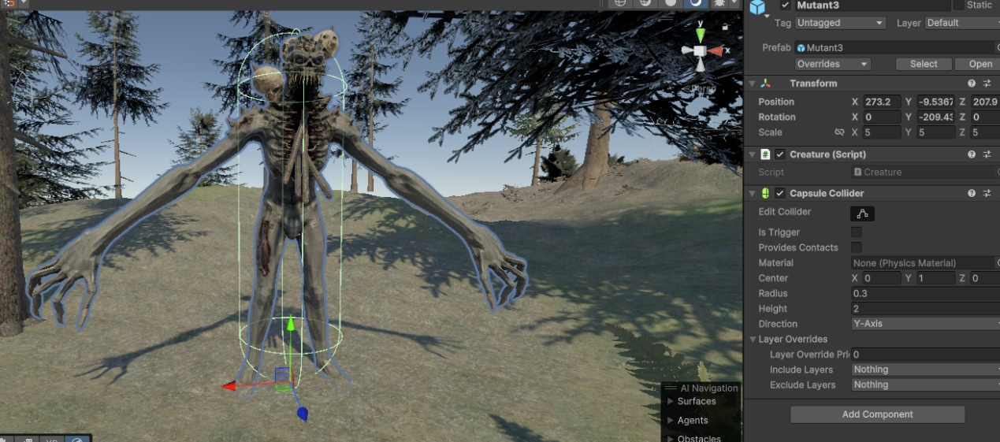 Mutant3 Static
Tag Untagged Layer Default
Prefab Mutant3
Overrides Select Open
Transform
Position X 273.2 Y -9.5367 Z 207.9
Rotation X 0 Y -209.43 Z 0
Scale X 5 Y 5 Z 5
Creature (Script)
Script Creature
Capsule Collider
Edit Collider
Is Trigger
Provides Contacts
Material None (Physics Material)
Center X 0 Y 1 Z 0
Radius 0.3
Height 2
Direction Y-Axis
Layer Overrides
Layer Override Pri 0
Include Layers Nothing
Exclude Layers Nothing
Add Component
y
x
Persp
AI Navigation
Surfaces
Agents
Obstacles